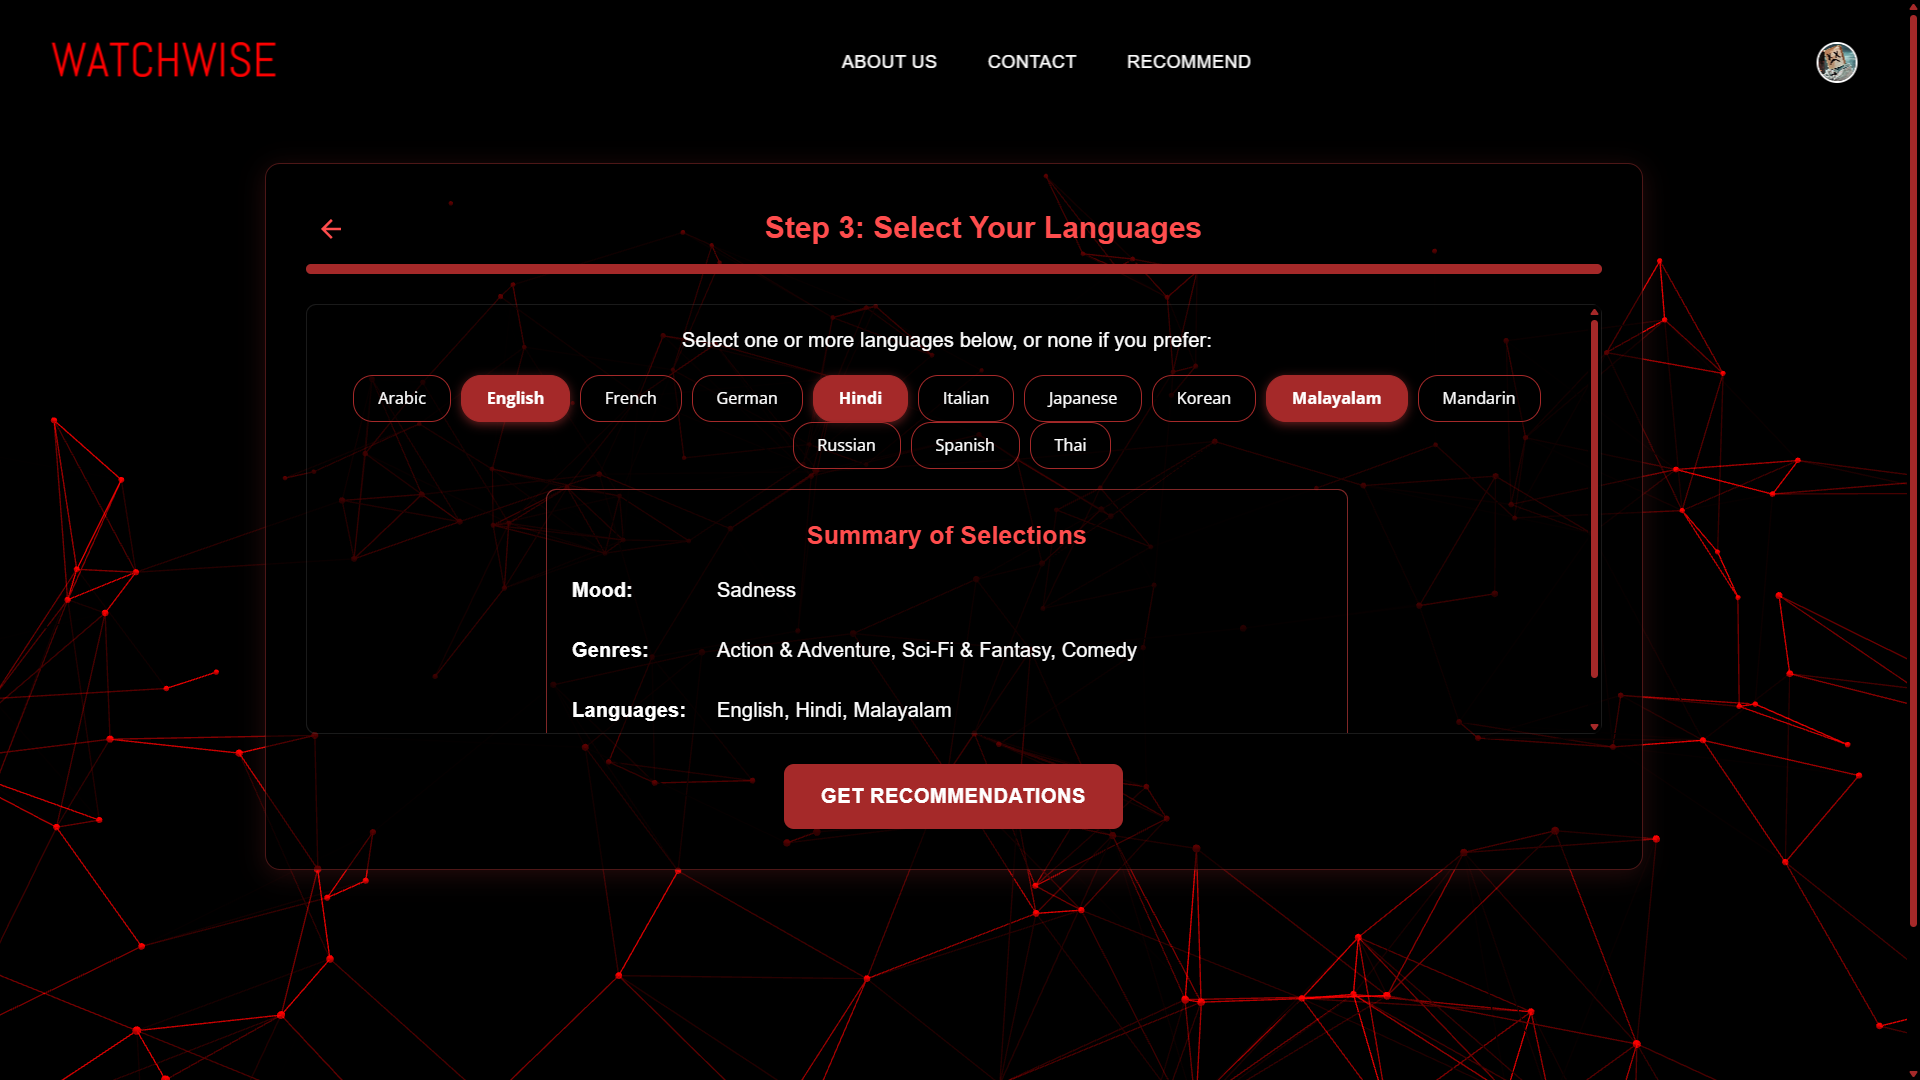 WATCHWISE
ABOUT US CONTACT RECOMMEND
Step 3: Select Your Languages
Select one or more languages below, or none if you prefer:
Arabic English French German Hindi Italian Japanese Korean Malayalam Mandarin
Russian Spanish Thai
Summary of Selections
Mood: Sadness
Genres: Action & Adventure, Sci-Fi & Fantasy, Comedy
Languages: English, Hindi, Malayalam
GET RECOMMENDATIONS